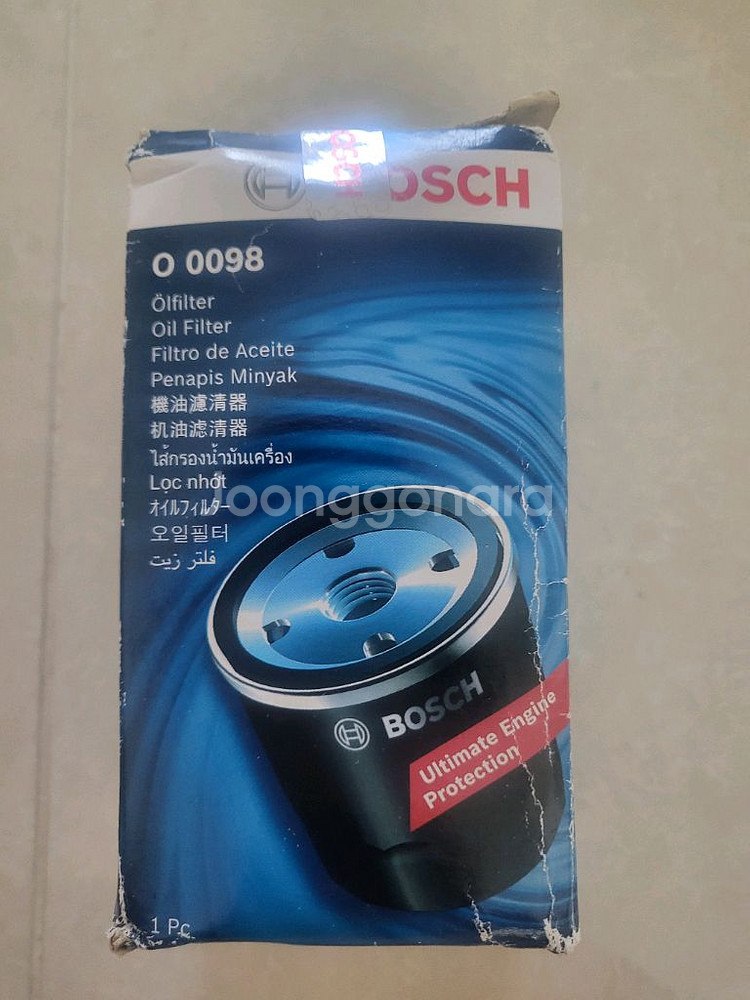 BOSCH
O 0098
Ölfilter
Oil Filter
Filtro de Aceite
Penapis Minyak
機油濾清器
机油滤清器
ไส้กรองน้ำมันเครื่อง
Lọc nhớt
オイルフィルター
오일필터
فلتر زيت
Joonggonara
BOSCH
Ultimate Engine
Protection
1 Pc